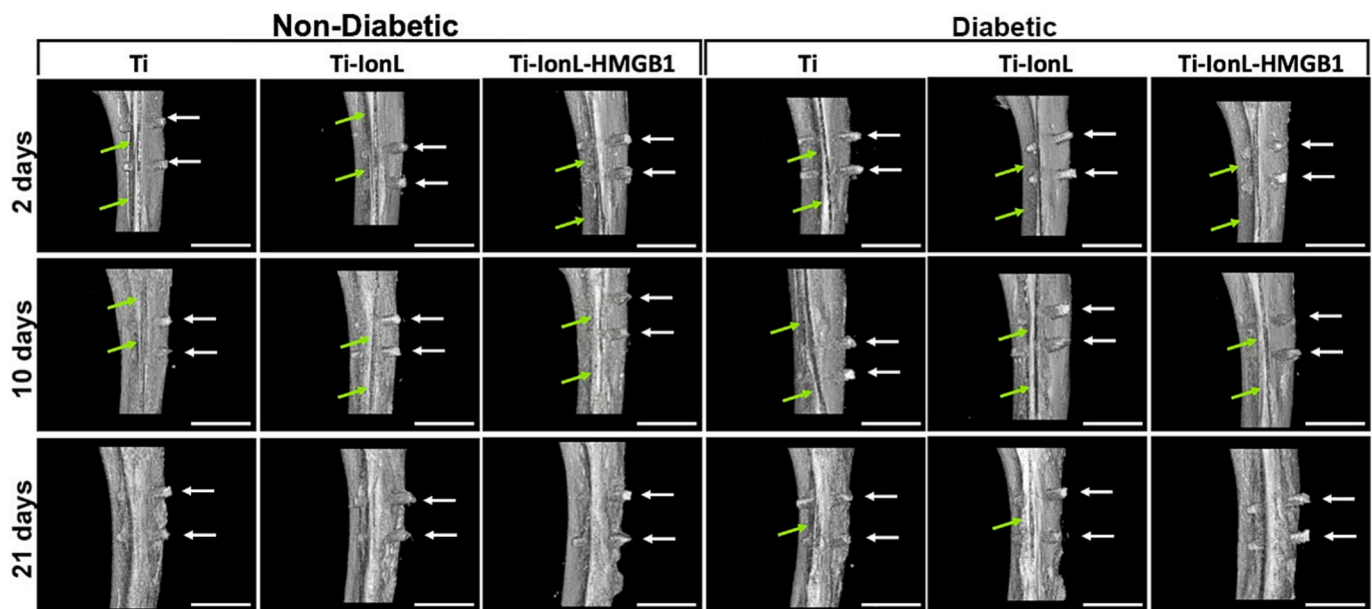 Non-Diabetic Diabetic
Ti Ti-IonL Ti-IonL-HMGB1 Ti Ti-IonL Ti-IonL-HMGB1
2 days
10 days
21 days